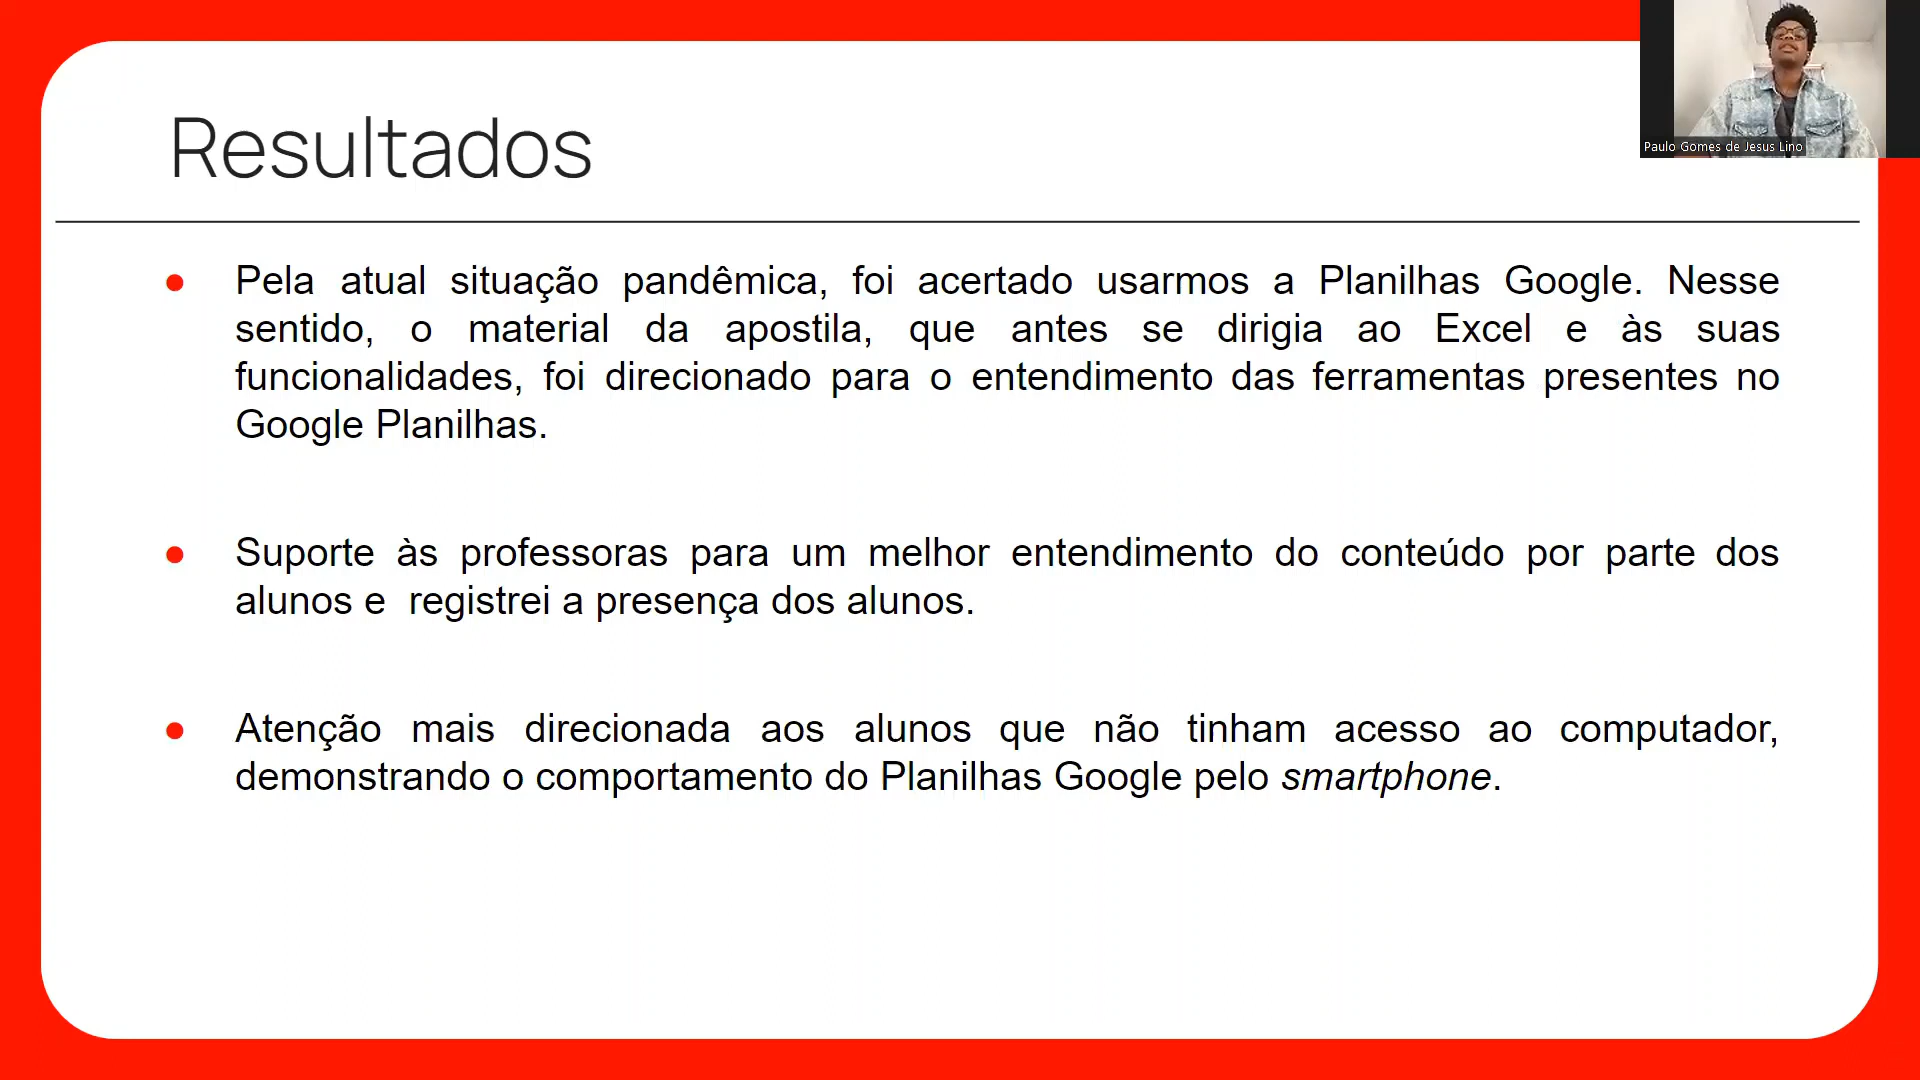 Resultados
Paulo Gomes de Jesus Lino
● Pela atual situação pandêmica, foi acertado usarmos a Planilhas Google. Nesse
sentido, o material da apostila, que antes se dirigia ao Excel e às suas
funcionalidades, foi direcionado para o entendimento das ferramentas presentes no
Google Planilhas.
● Suporte às professoras para um melhor entendimento do conteúdo por parte dos
alunos e  registrei a presença dos alunos.
● Atenção mais direcionada aos alunos que não tinham acesso ao computador,
demonstrando o comportamento do Planilhas Google pelo smartphone.